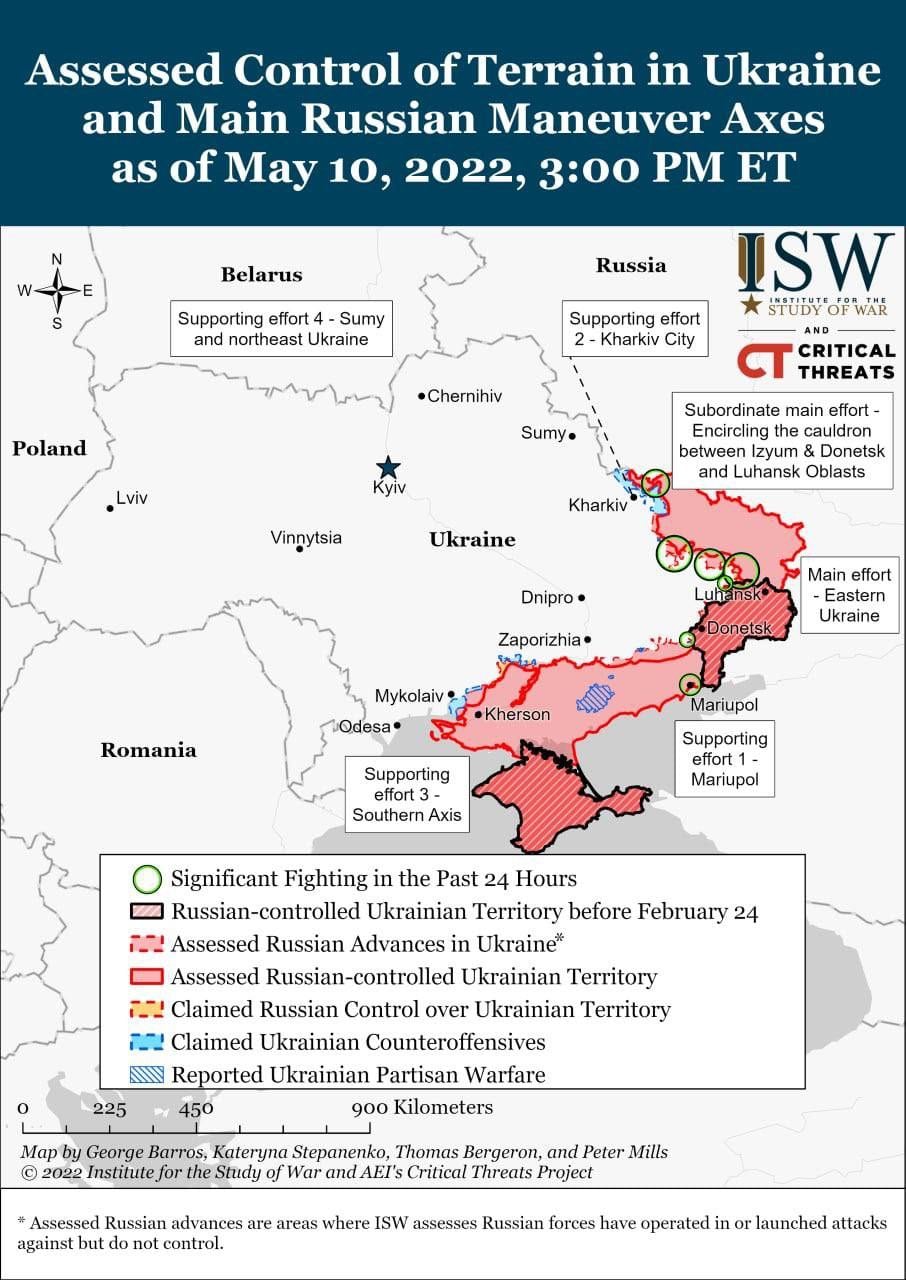 Assessed Control of Terrain in Ukraine
and Main Russian Maneuver Axes
as of May 10, 2022, 3:00 PM ET
N
W
E
S
Belarus
Russia
ISW
INSTITUTE FOR THE
STUDY OF WAR
AND
CT CRITICAL
THREATS
Supporting effort 4 - Sumy
and northeast Ukraine
Supporting effort
2 - Kharkiv City
Subordinate main effort -
Encircling the cauldron
between Izyum & Donetsk
and Luhansk Oblasts
Chernihiv
Sumy
Poland
Kyiv
Lviv
Kharkiv
Vinnytsia
Ukraine
Main effort
- Eastern
Ukraine
Luhansk
Dnipro
Donetsk
Zaporizhia
Mykolaiv
Mariupol
Kherson
Odesa
Romania
Supporting
effort 1 -
Mariupol
Supporting
effort 3 -
Southern Axis
Significant Fighting in the Past 24 Hours
Russian-controlled Ukrainian Territory before February 24
Assessed Russian Advances in Ukraine*
Assessed Russian-controlled Ukrainian Territory
Claimed Russian Control over Ukrainian Territory
Claimed Ukrainian Counteroffensives
Reported Ukrainian Partisan Warfare
0 225 450 900 Kilometers
Map by George Barros, Kateryna Stepanenko, Thomas Bergeron, and Peter Mills
© 2022 Institute for the Study of War and AEI's Critical Threats Project
* Assessed Russian advances are areas where ISW assesses Russian forces have operated in or launched attacks
against but do not control.